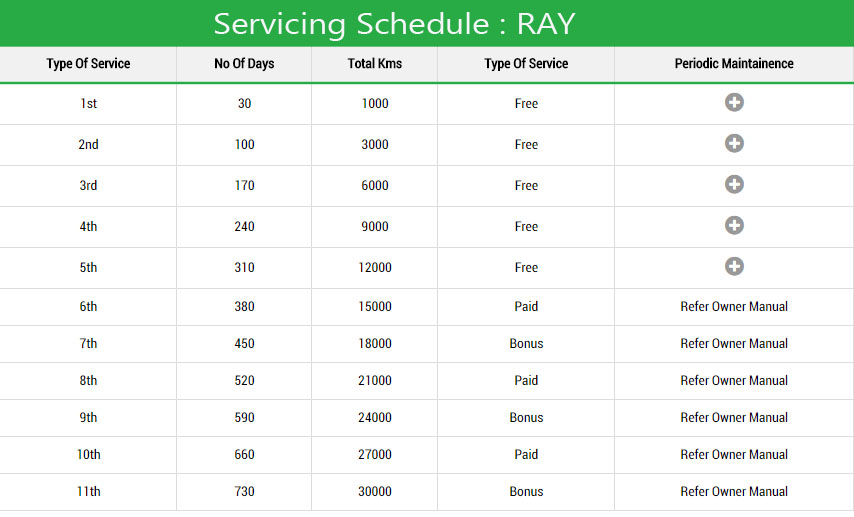 Servicing Schedule : RAY
Type Of Service No Of Days Total Kms Type Of Service Periodic Maintainence
1st 30 1000 Free
2nd 100 3000 Free
3rd 170 6000 Free
4th 240 9000 Free
5th 310 12000 Free
6th 380 15000 Paid Refer Owner Manual
7th 450 18000 Bonus Refer Owner Manual
8th 520 21000 Paid Refer Owner Manual
9th 590 24000 Bonus Refer Owner Manual
10th 660 27000 Paid Refer Owner Manual
11th 730 30000 Bonus Refer Owner Manual